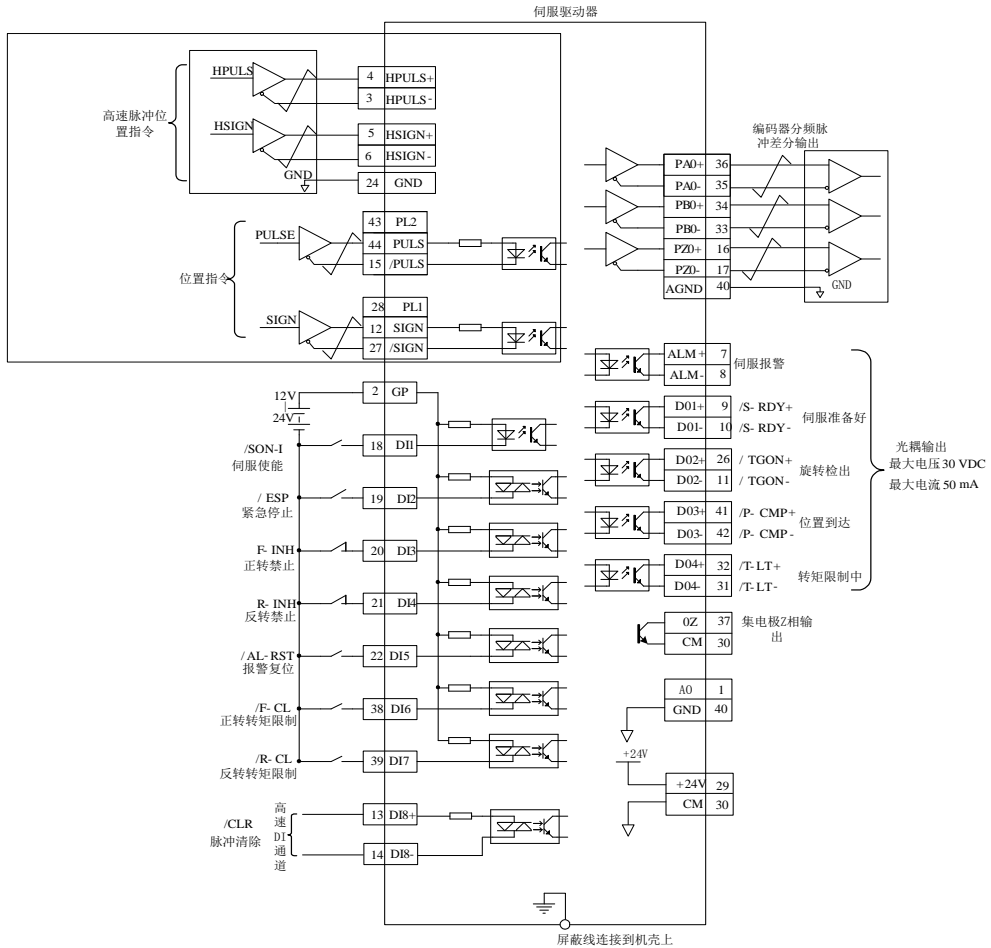 伺服驱动器
HPULS
4 HPULS+
3 HPULS-
高速脉冲位
置指令
HSIGN
5 HSIGN+
6 HSIGN-
GND
24 GND
43 PL2
PULSE
44 PULS
15 /PULS
位置指令
28 PL1
SIGN
12 SIGN
27 /SIGN
2 GP
12V
24V
/SON-I
伺服使能
18 DI1
/ ESP
紧急停止
19 DI2
F- INH
正转禁止
20 DI3
R- INH
反转禁止
21 DI4
/AL-RST
报警复位
22 DI5
/F- CL
正转转矩限制
38 DI6
/R- CL
反转转矩限制
39 DI7
/CLR
脉冲清除
高
速
DI
通
道
13 DI8+
14 DI8-
编码器分频脉
冲差分输出
PA0+ 36
PA0- 35
PB0+ 34
PB0- 33
PZ0+ 16
PZ0- 17
AGND 40
GND
ALM+ 7
ALM- 8
伺服报警
D01+ 9 /S- RDY+
D01- 10 /S- RDY-
伺服准备好
D02+ 26 / TGON+
D02- 11 / TGON-
旋转检出
D03+ 41 /P- CMP+
D03- 42 /P- CMP-
位置到达
D04+ 32 /T-LT+
D04- 31 /T-LT-
转矩限制中
光耦输出
最大电压30 VDC
最大电流50 mA
0Z 37
CM 30
集电极Z相输
出
A0 1
GND 40
+24V
+24V 29
CM 30
屏蔽线连接到机壳上